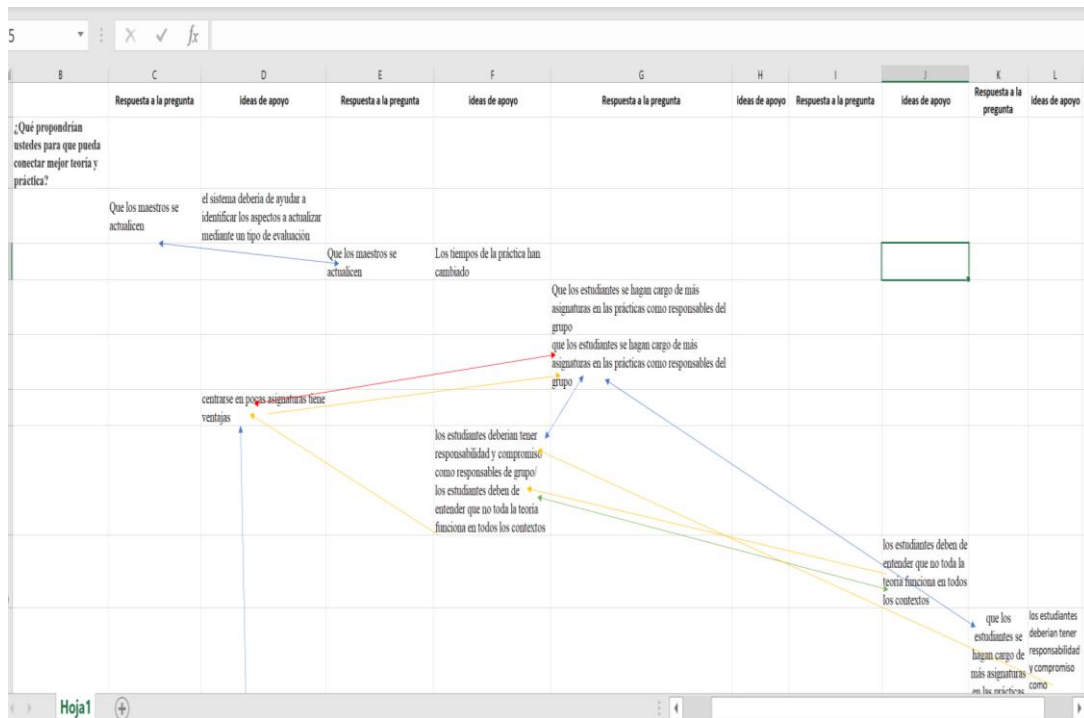 5
fx
B C D E F G H I J K L
Respuesta a la pregunta ideas de apoyo Respuesta a la pregunta ideas de apoyo Respuesta a la pregunta ideas de apoyo Respuesta a la pregunta ideas de apoyo Respuesta a la pregunta ideas de apoyo
¿Qué propondrían
ustedes para que pueda
conectar mejor teoría y
práctica?
Que los maestros se
actualicen
el sistema debería de ayudar a
identificar los aspectos a actualizar
mediante un tipo de evaluación
Que los maestros se
actualicen
Los tiempos de la práctica han
cambiado
Que los estudiantes se hagan cargo de más
asignaturas en las prácticas como responsables del
grupo
que los estudiantes se hagan cargo de más
asignaturas en las prácticas como responsables del
grupo
centrarse en pocas asignaturas tiene
ventajas
los estudiantes deberían tener
responsabilidad y compromiso
como responsables de grupo/
los estudiantes deben de
entender que no toda la teoría
funciona en todos los contextos
los estudiantes deben de
entender que no toda la
teoría funciona en todos
los contextos
que los
estudiantes se
hagan cargo de
más asignaturas
en las prácticas
los estudiantes
deberian tener
responsabilidad
y compromiso
como
Hoja1